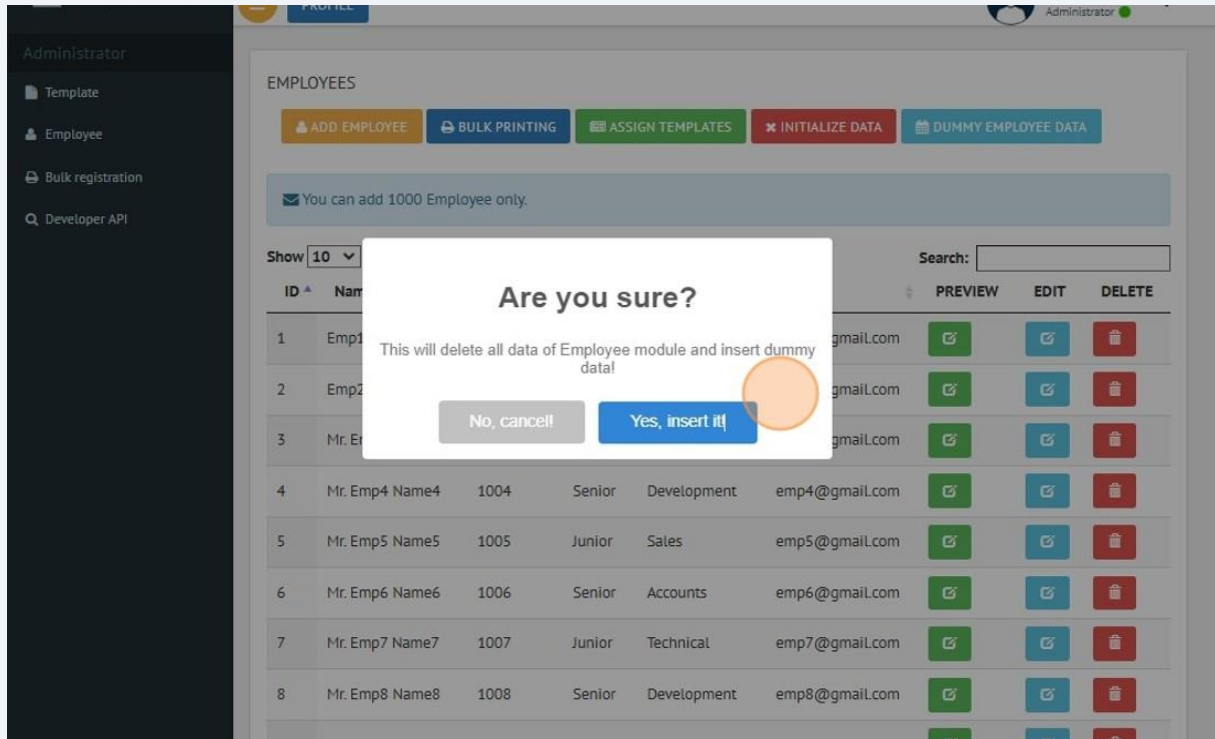 PROFILE
Administrator
Administrator
Template
Employee
Bulk registration
Developer API
EMPLOYEES
ADD EMPLOYEE BULK PRINTING ASSIGN TEMPLATES INITIALIZE DATA DUMMY EMPLOYEE DATA
You can add 1000 Employee only.
Show 10 Search:
ID PREVIEW EDIT DELETE
Are you sure?
This will delete all data of Employee module and insert dummy
data!
No, cancel! Yes, insert it!
1 Emp1 gmail.com
2 Emp2 gmail.com
3 Mr. gmail.com
4 Mr. Emp4 Name4 1004 Senior Development emp4@gmail.com
5 Mr. Emp5 Name5 1005 Junior Sales emp5@gmail.com
6 Mr. Emp6 Name6 1006 Senior Accounts emp6@gmail.com
7 Mr. Emp7 Name7 1007 Junior Technical emp7@gmail.com
8 Mr. Emp8 Name8 1008 Senior Development emp8@gmail.com